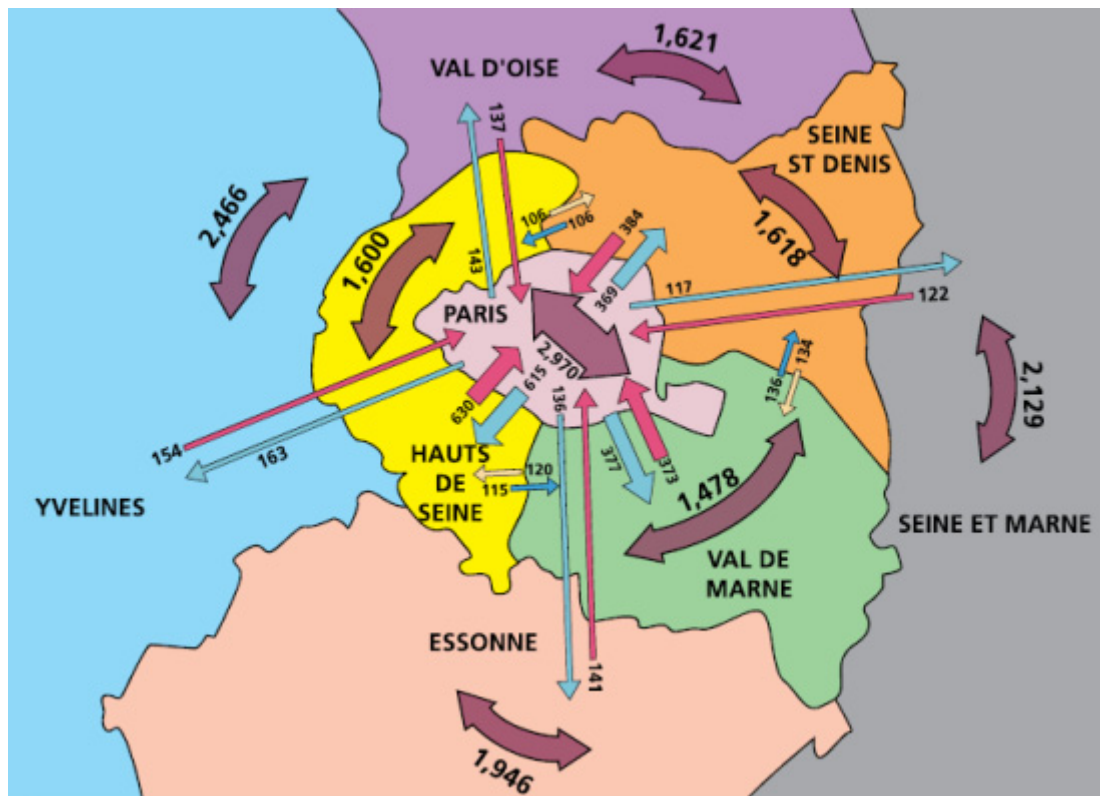 1,621
VAL D'OISE
137
SEINE
ST DENIS
2,466
106
106
384
1,618
1,600
143
369
117
122
PARIS
2,970
134
136
2,129
615
136
630
154
163
377
373
HAUTS
DE
SEINE
120
115
1,478
YVELINES
SEINE ET MARNE
VAL DE
MARNE
ESSONNE
141
1,946